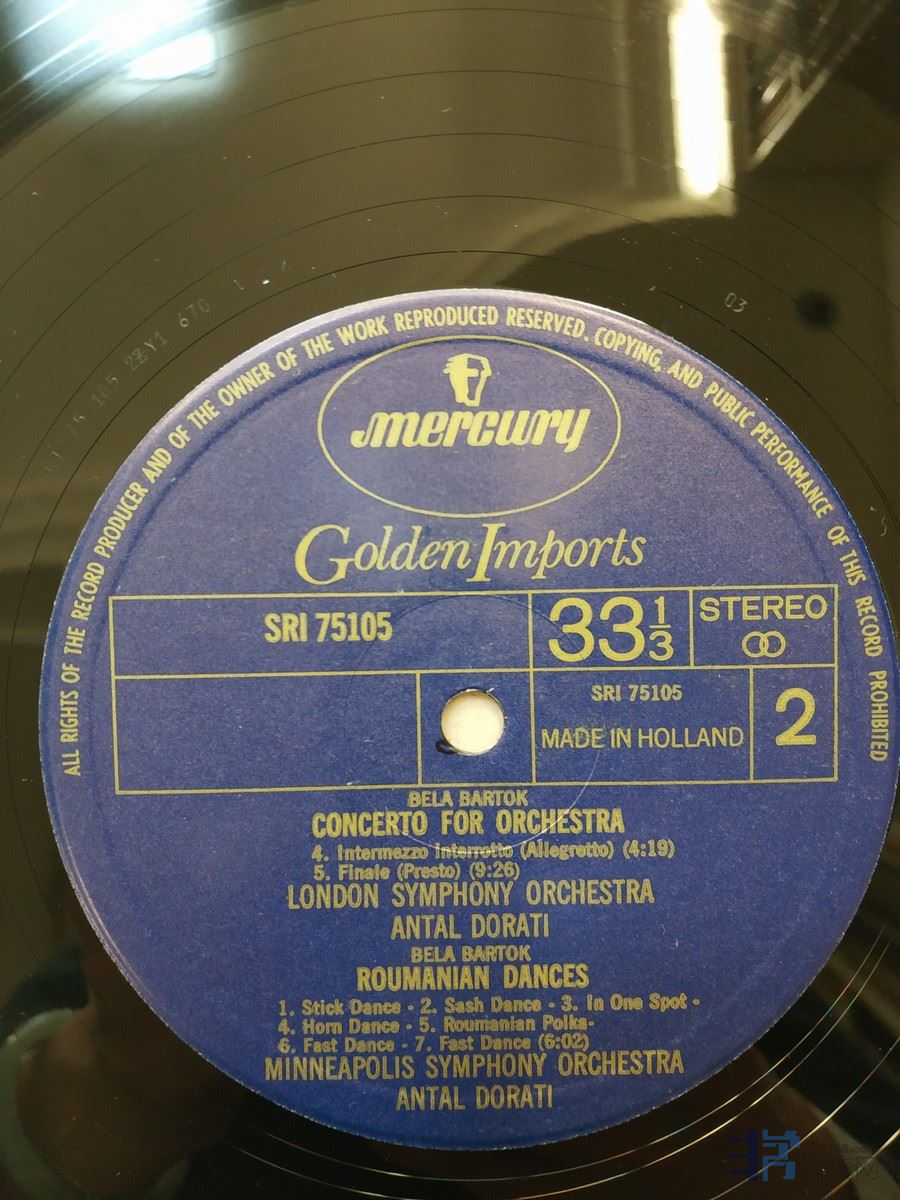 03
ALL RIGHTS OF THE RECORD PRODUCER AND OF THE OWNER OF THE WORK REPRODUCED RESERVED. COPYING, AND PUBLIC PERFORMANCE OF THIS RECORD PROHIBITED
mercury
Golden Imports
SRI 75105
33 1/3
STEREO
SRI 75105
MADE IN HOLLAND
2
BELA BARTOK
CONCERTO FOR ORCHESTRA
4. Intermezzo Interrotto (Allegretto) (4:19)
5. Finale (Presto) (9:26)
LONDON SYMPHONY ORCHESTRA
ANTAL DORATI
BELA BARTOK
ROUMANIAN DANCES
1. Stick Dance - 2. Sash Dance - 3. In One Spot -
4. Horn Dance - 5. Roumanian Polka-
6. Fast Dance - 7. Fast Dance (6:02)
MINNEAPOLIS SYMPHONY ORCHESTRA
ANTAL DORATI